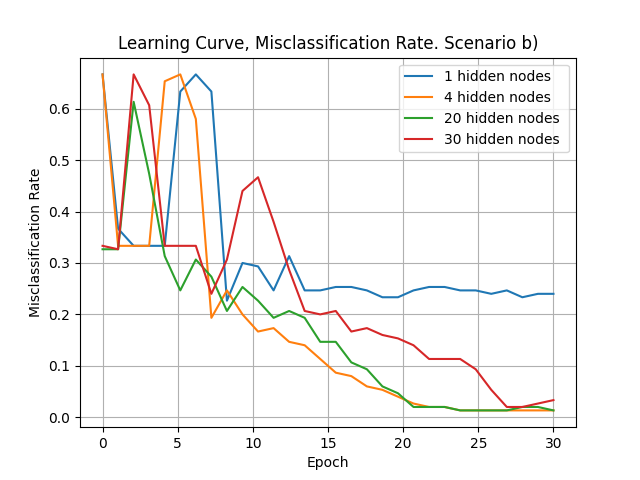 Learning Curve, Misclassification Rate. Scenario b)
1 hidden nodes
4 hidden nodes
20 hidden nodes
30 hidden nodes
Misclassification Rate
0.6
0.5
0.4
0.3
0.2
0.1
0.0
0 5 10 15 20 25 30
Epoch